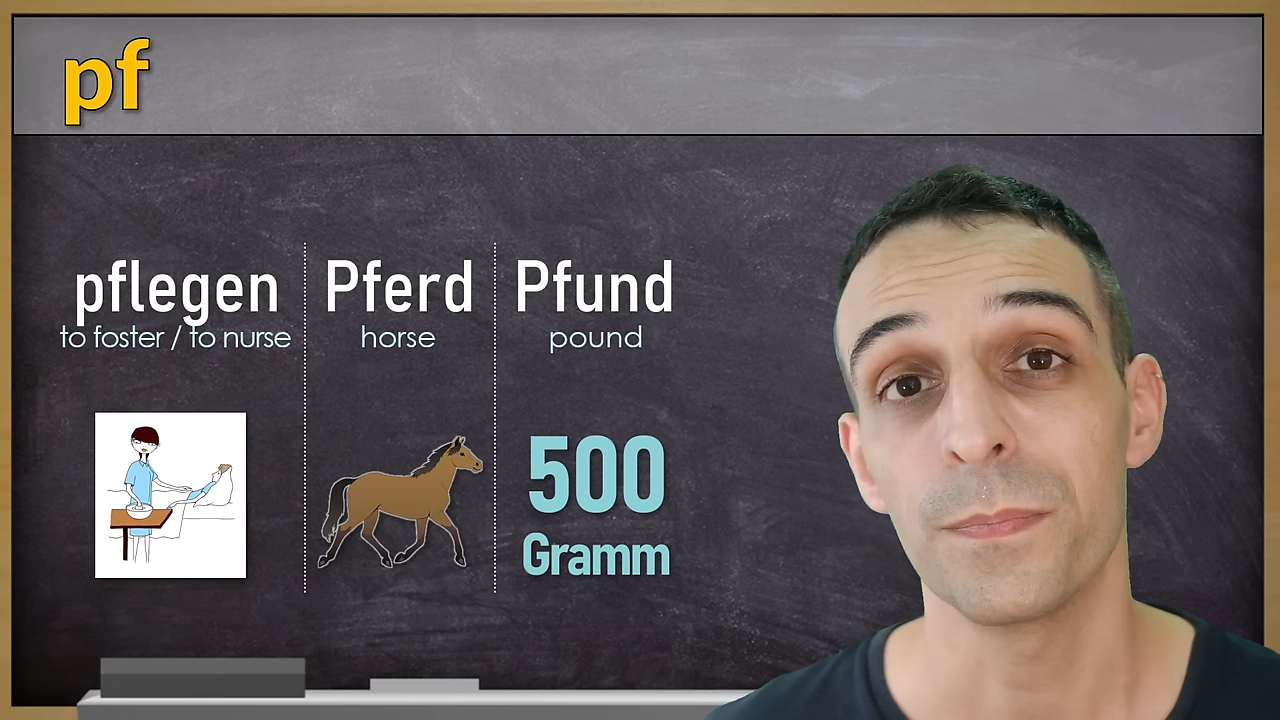 pf
pflegen
to foster / to nurse
Pferd
horse
Pfund
pound
500
Gramm